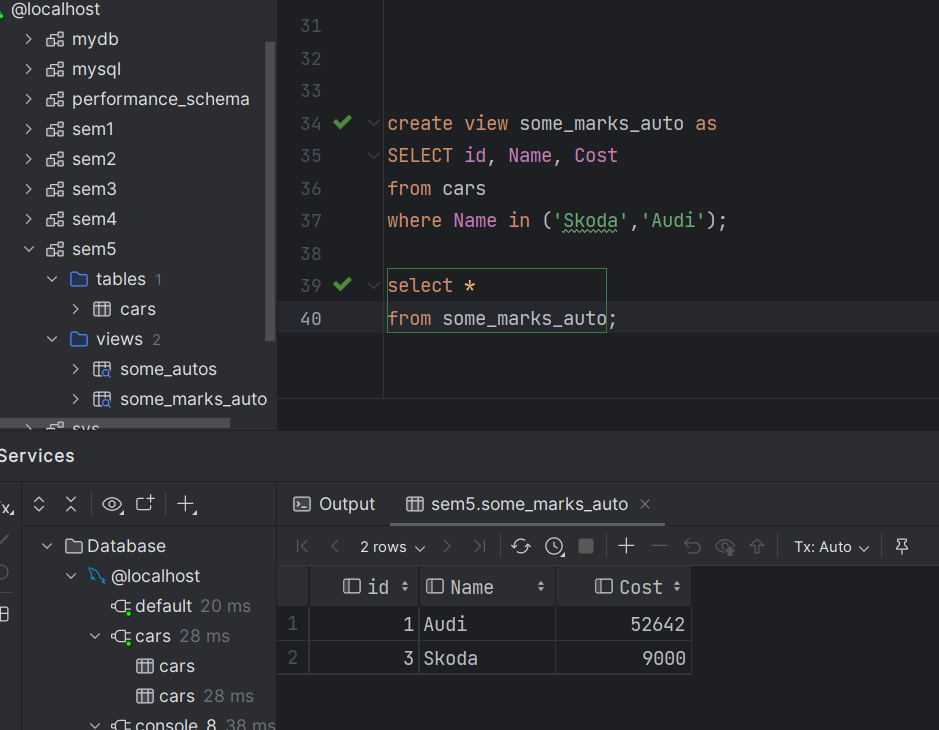 @localhost
mydb
mysql
performance_schema
sem1
sem2
sem3
sem4
sem5
tables 1
cars
views 2
some_autos
some_marks_auto
sys
31
32
33
34 create view some_marks_auto as
35 SELECT id, Name, Cost
36 from cars
37 where Name in ('Skoda','Audi');
38
39 select *
40 from some_marks_auto;
Services
x
Database
@localhost
default 20 ms
cars 28 ms
cars
cars 28 ms
console_8 38 ms
Output sem5.some_marks_auto
2 rows Tx: Auto
id Name Cost
1 1 Audi 52642
2 3 Skoda 9000